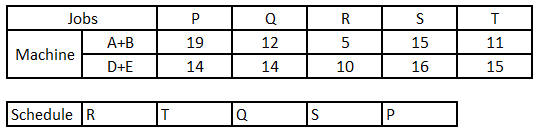 Jobs P Q R S T
Machine A+B 19 12 5 15 11
D+E 14 14 10 16 15
Schedule R T Q S P